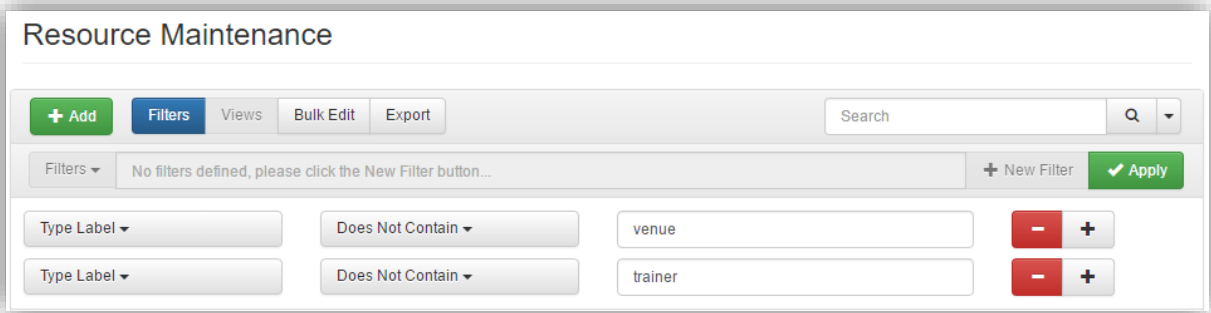 Resource Maintenance
+ Add Filters Views Bulk Edit Export Search
Filters No filters defined, please click the New Filter button... + New Filter Apply
Type Label Does Not Contain venue
Type Label Does Not Contain trainer